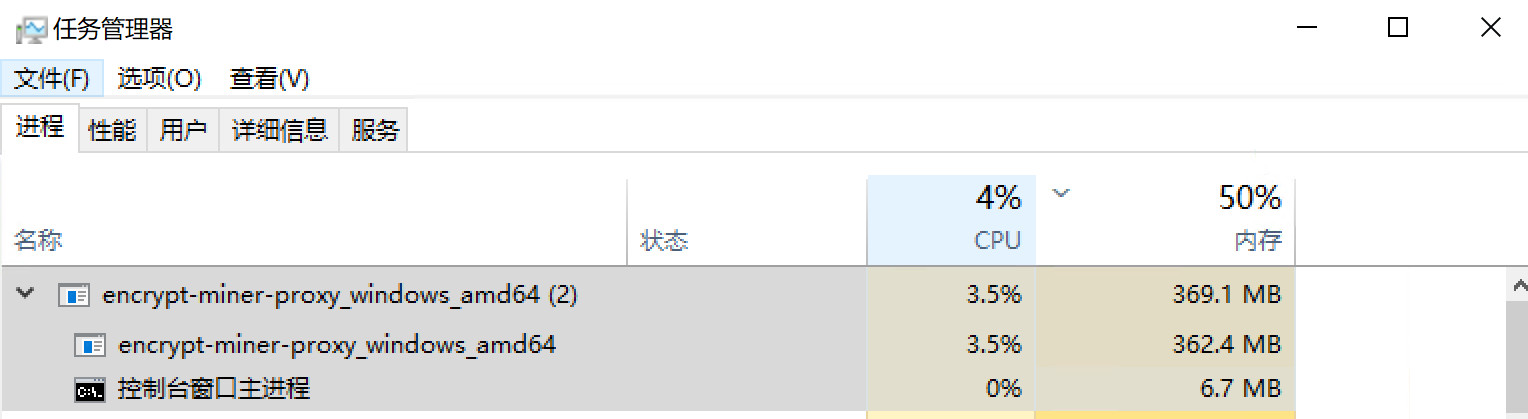 任务管理器
文件(F) 选项(O) 查看(V)
进程 性能 用户 详细信息 服务
4% 50%
名称 状态 CPU 内存
encrypt-miner-proxy_windows_amd64 (2) 3.5% 369.1 MB
encrypt-miner-proxy_windows_amd64 3.5% 362.4 MB
C:\. 控制台窗口主进程 0% 6.7 MB